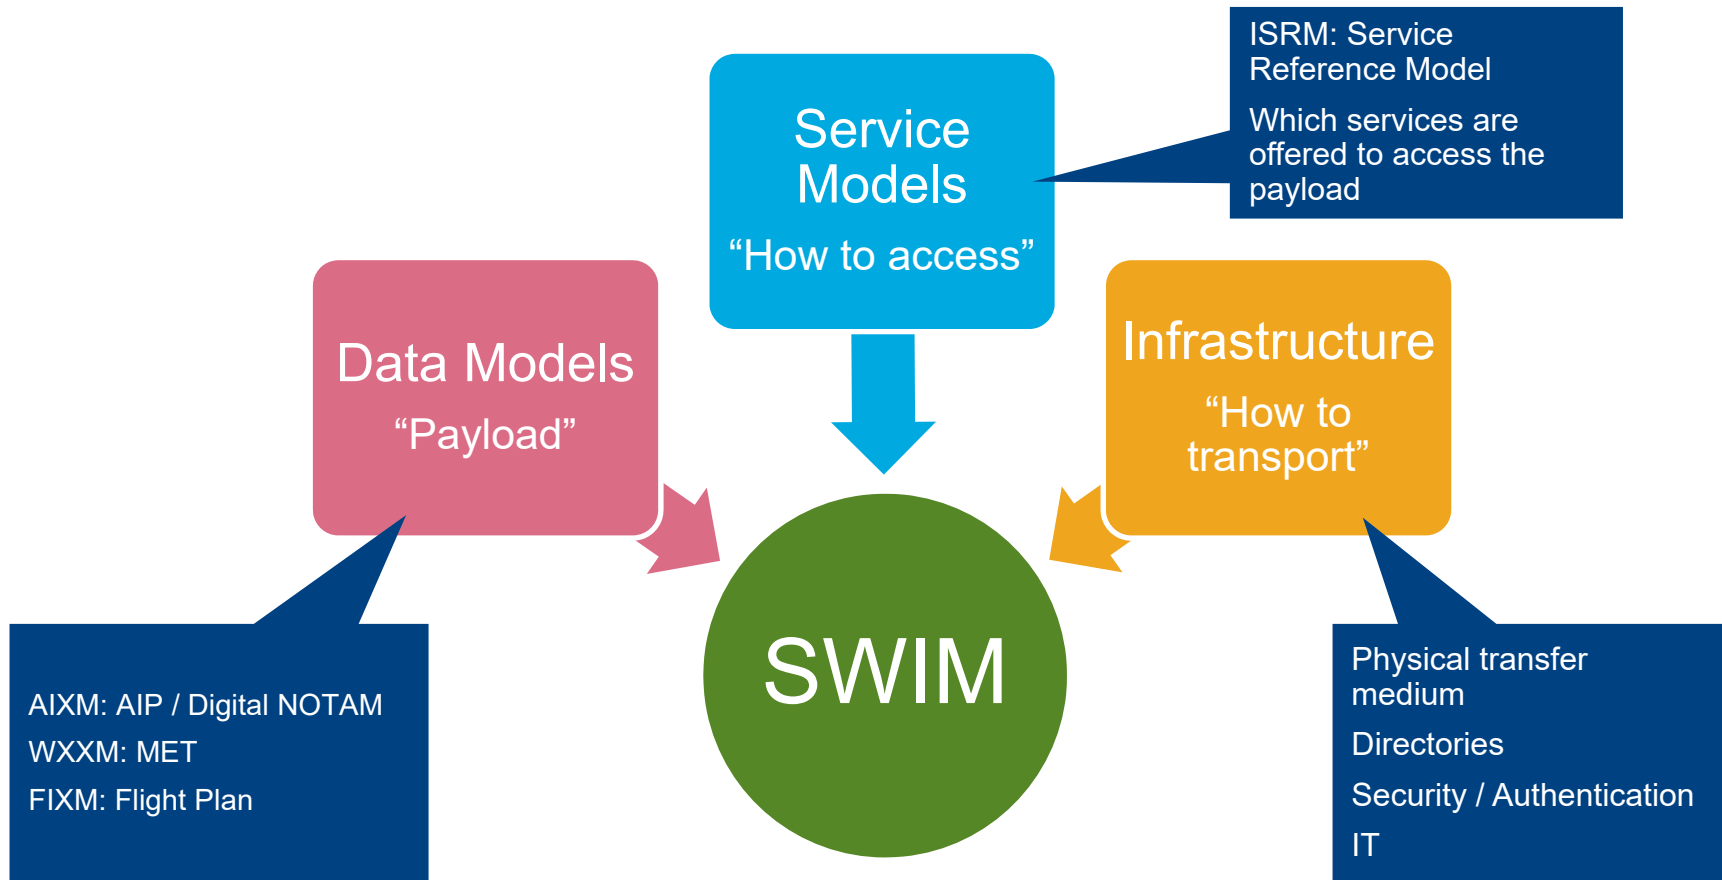 ISRM: Service
Reference Model
Which services are
offered to access the
payload
Service
Models
“How to access”
Data Models
“Payload”
Infrastructure
“How to
transport”
SWIM
AIXM: AIP / Digital NOTAM
WXXM: MET
FIXM: Flight Plan
Physical transfer
medium
Directories
Security / Authentication
IT